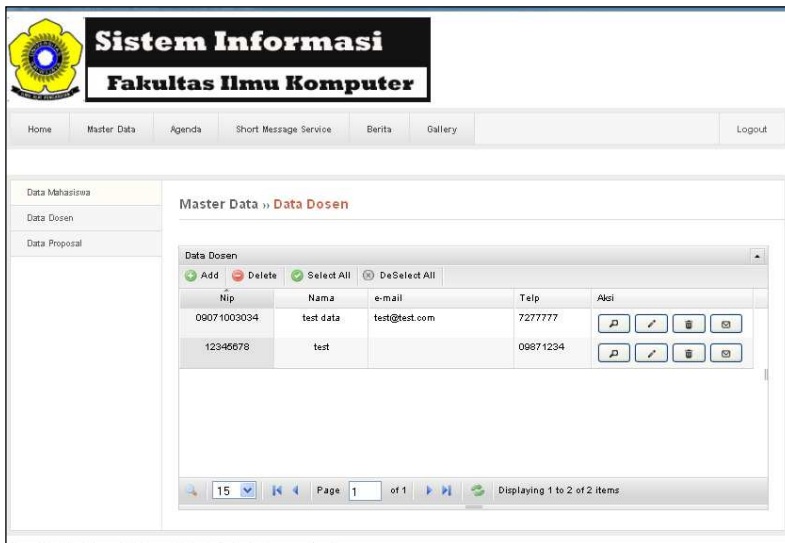 Sistem Informasi
Fakultas Ilmu Komputer
Home Master Data Agenda Short Message Service Berita Gallery Logout
Data Mahasiswa
Data Dosen
Data Proposal
Master Data » Data Dosen
Data Dosen
Add Delete Select All DeSelect All
Nip Nama e-mail Telp Aksi
09071003034 test data test@test.com 7277777
12345678 test 09871234
15 Page 1 of 1 Displaying 1 to 2 of 2 items